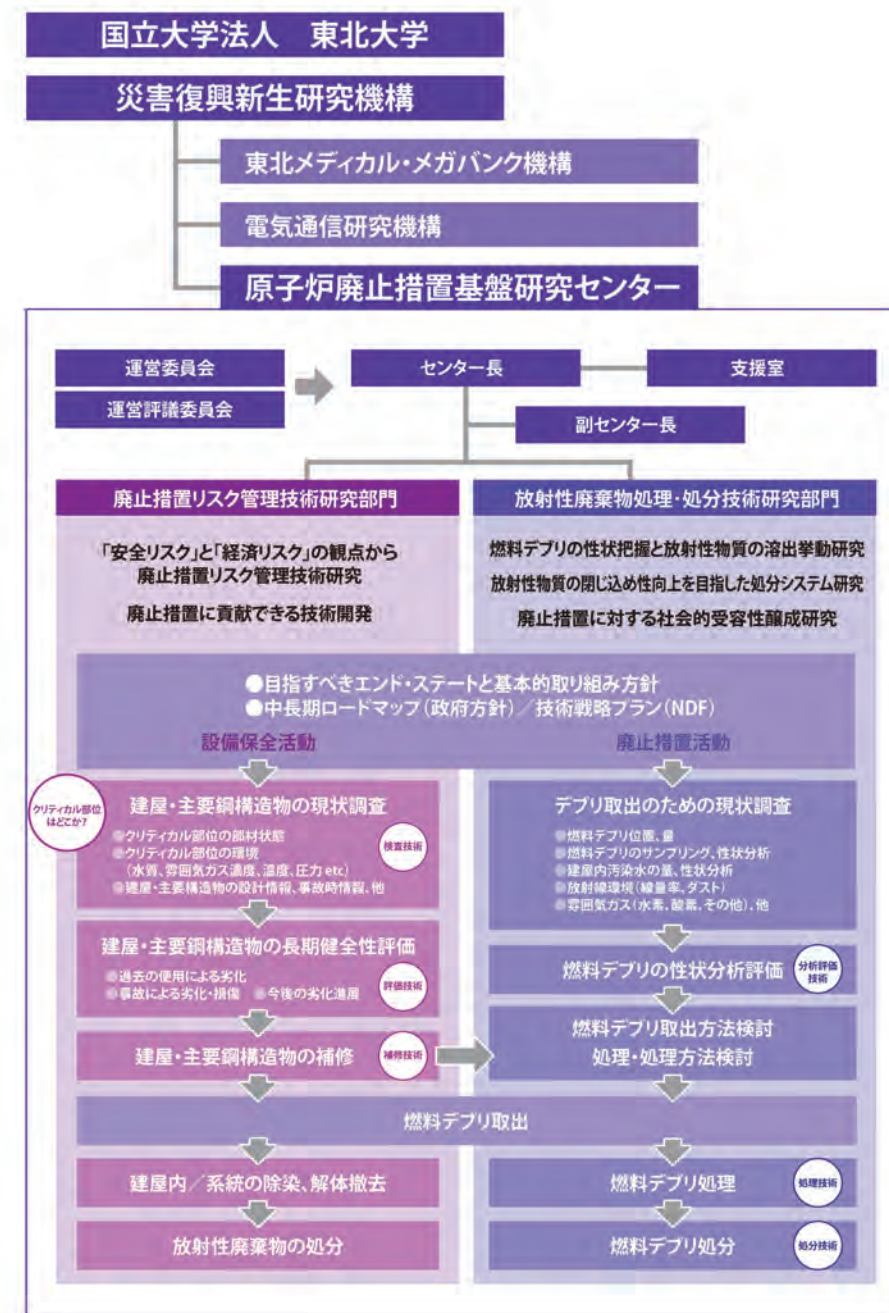 国立大学法人　東北大学
災害復興新生研究機構
東北メディカル・メガバンク機構
電気通信研究機構
原子炉廃止措置基盤研究センター
運営委員会
運営評議委員会
センター長
支援室
副センター長
廃止措置リスク管理技術研究部門
「安全リスク」と「経済リスク」の観点から
廃止措置リスク管理技術研究
廃止措置に貢献できる技術開発
放射性廃棄物処理・処分技術研究部門
燃料デブリの性状把握と放射性物質の溶出挙動研究
放射性物質の閉じ込め性向上を目指した処分システム研究
廃止措置に対する社会的受容性醸成研究
●目指すべきエンド・ステートと基本的取り組み方針
●中長期ロードマップ（政府方針）／技術戦略プラン（NDF）
設備保全活動
廃止措置活動
クリティカル部位
はどこか?
建屋・主要鋼構造物の現状調査
●クリティカル部位の部材状態
●クリティカル部位の環境
（水質、雰囲気ガス濃度、温度、圧力 etc）
●建屋・主要構造物の設計情報、事故時情報、他
検査技術
建屋・主要鋼構造物の長期健全性評価
●過去の使用による劣化
●事故による劣化・損傷　●今後の劣化進展
評価技術
建屋・主要鋼構造物の補修
補修技術
デブリ取出のための現状調査
●燃料デブリ位置、量
●燃料デブリのサンプリング、性状分析
●建屋内汚染水の量、性状分析
●放射線環境（線量率、ダスト）
●雰囲気ガス（水素、酸素、その他）、他
燃料デブリの性状分析評価
分析評価
技術
燃料デブリ取出方法検討
処理・処理方法検討
燃料デブリ取出
建屋内／系統の除染、解体撤去
放射性廃棄物の処分
燃料デブリ処理
処理技術
燃料デブリ処分
処分技術